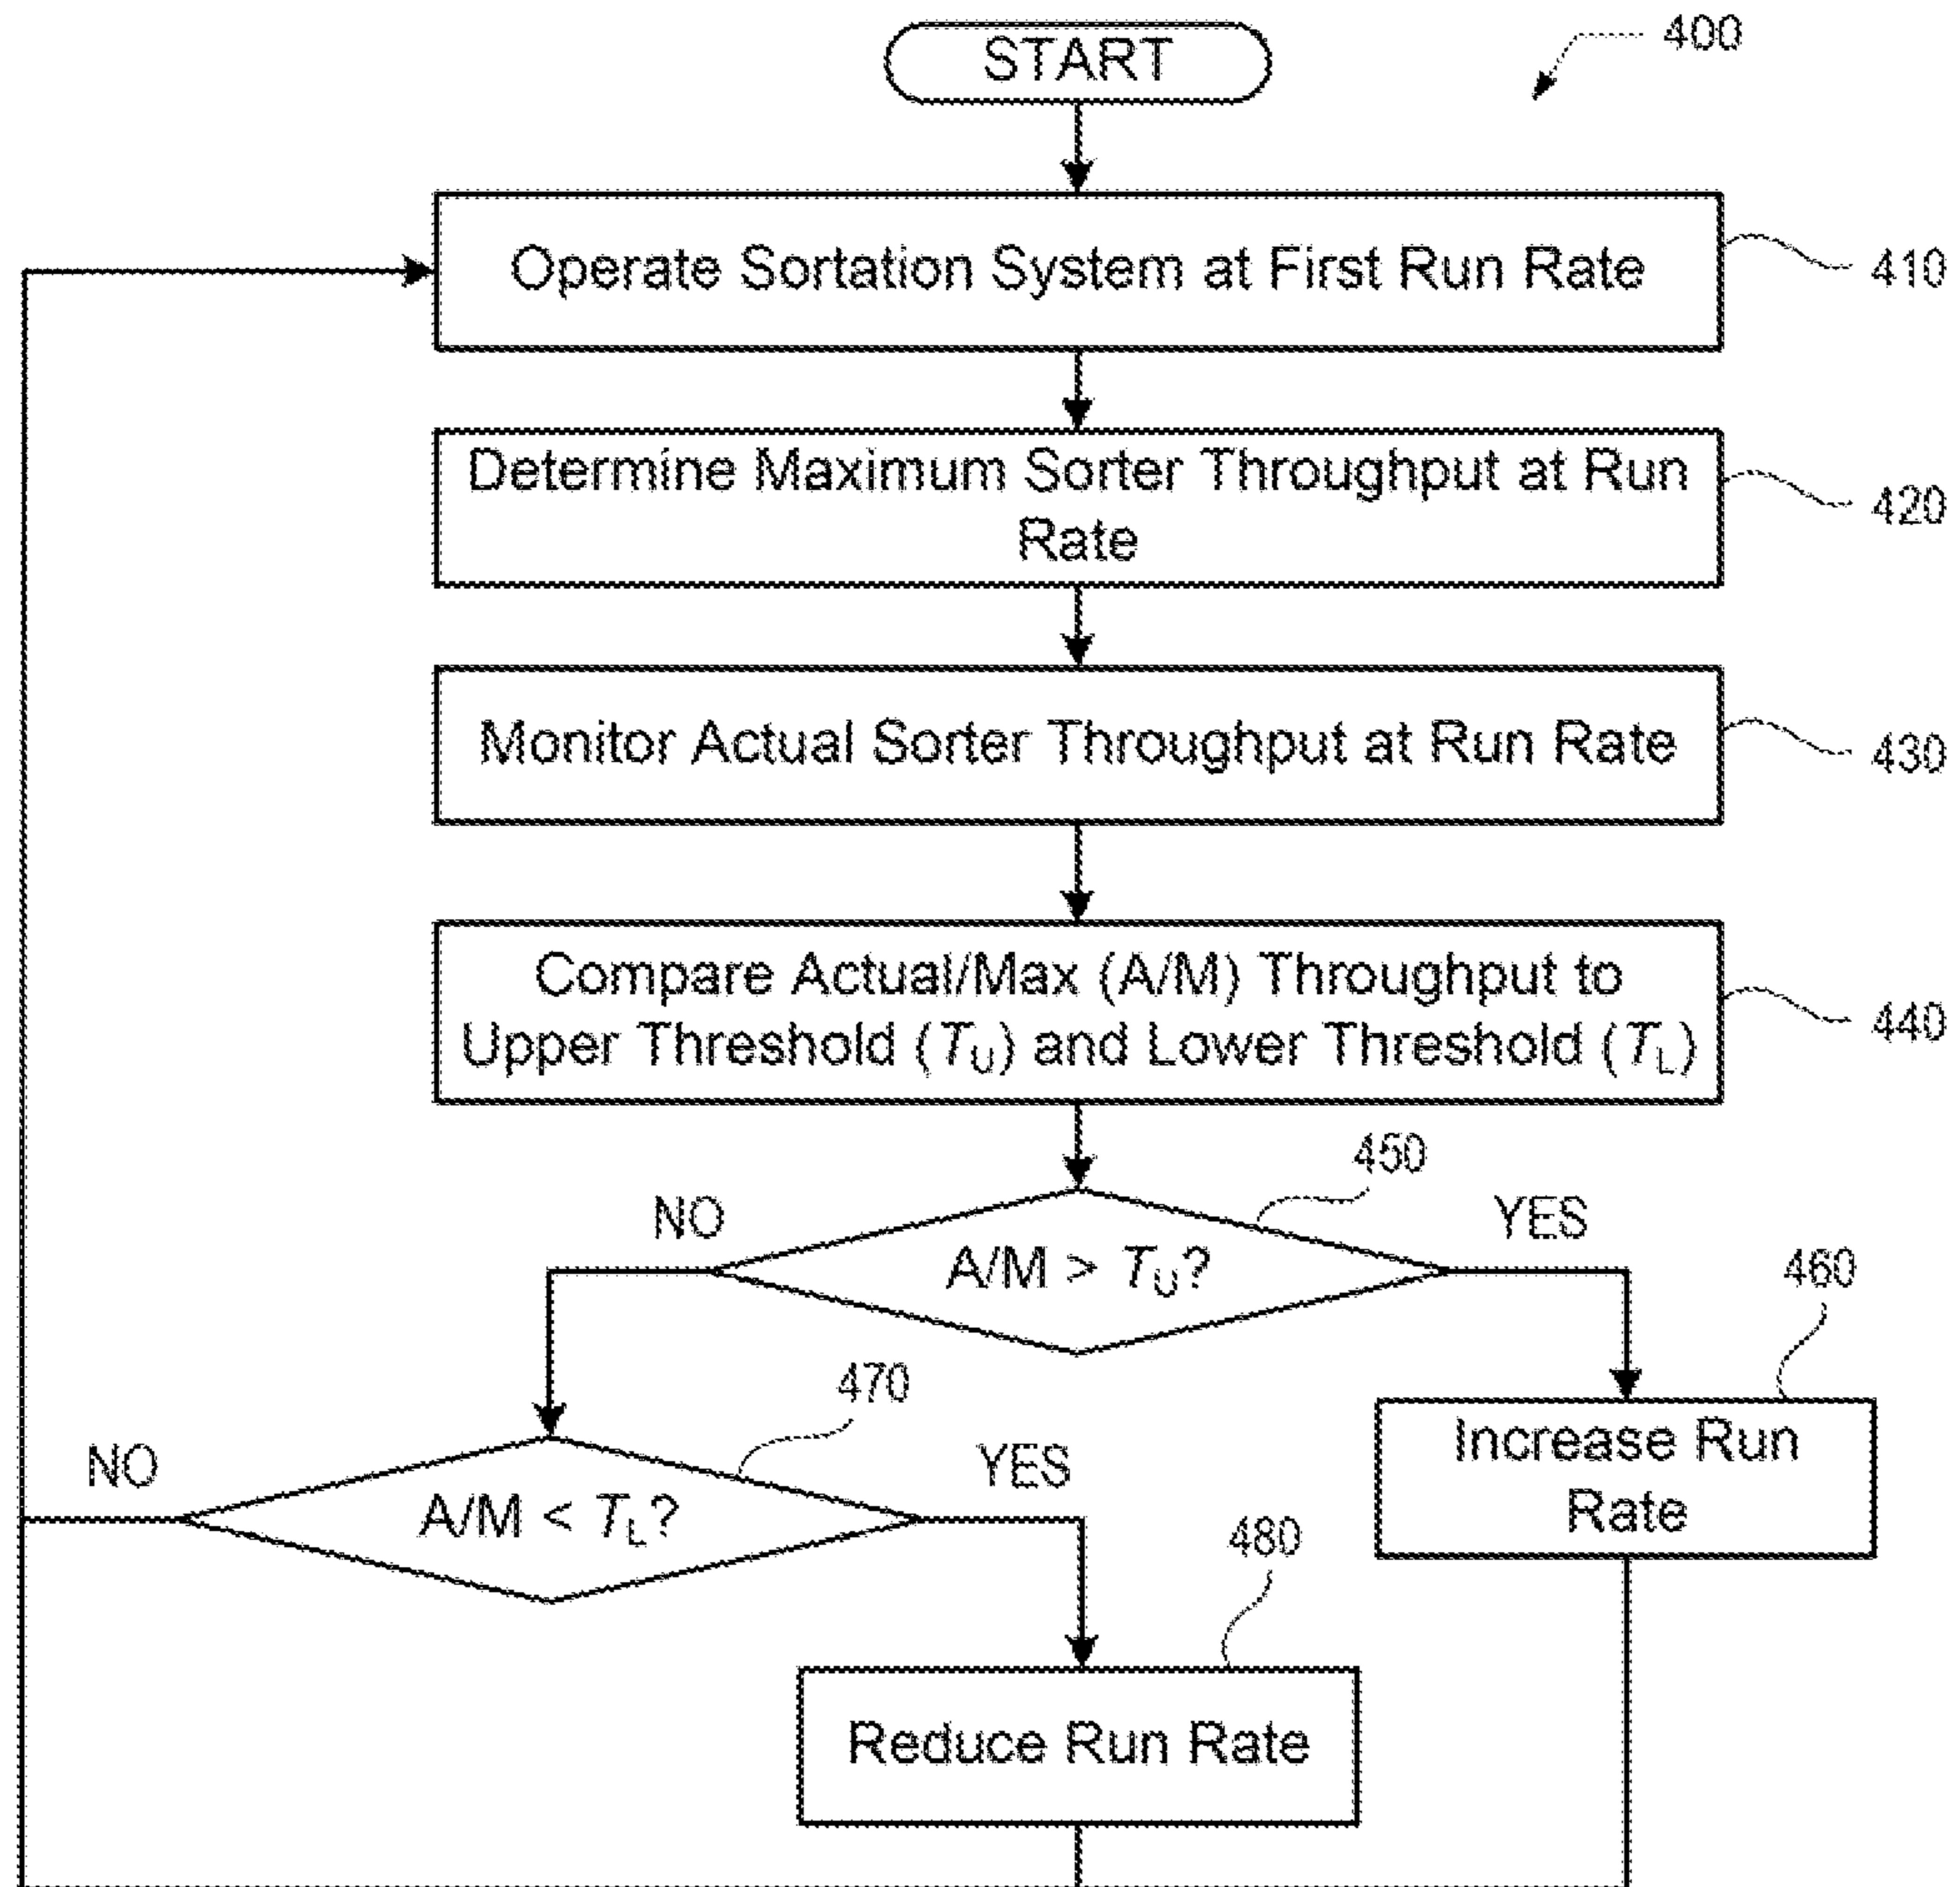 START
400
Operate Sortation System at First Run Rate
410
Determine Maximum Sorter Throughput at Run
Rate
420
Monitor Actual Sorter Throughput at Run Rate
430
Compare Actual/Max (A/M) Throughput to
Upper Threshold (TU) and Lower Threshold (TL)
440
450
NO
YES
A/M > TU?
460
Increase Run
Rate
470
NO
YES
A/M < TL?
480
Reduce Run Rate